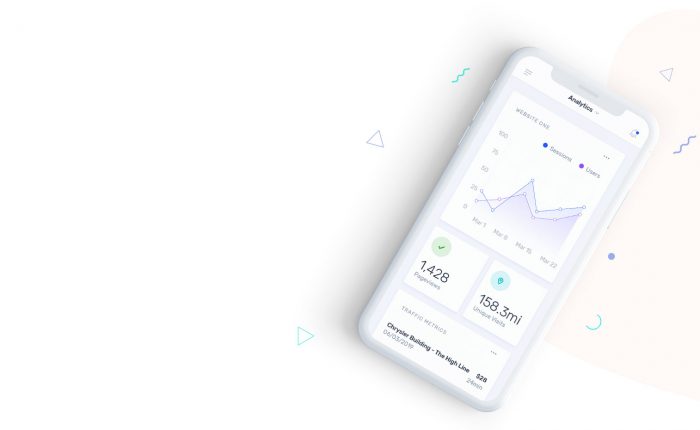 Analytics
WEBSITE ONE
Sessions
Users
100
75
25
0
Mar 1
Mar 8
Mar 15
Mar 22
1,428
Pageviews
158.3mi
Unique Visits
TRAFFIC METRICS
Chrysler Building - The High Line
$28
06/03/2019
24min